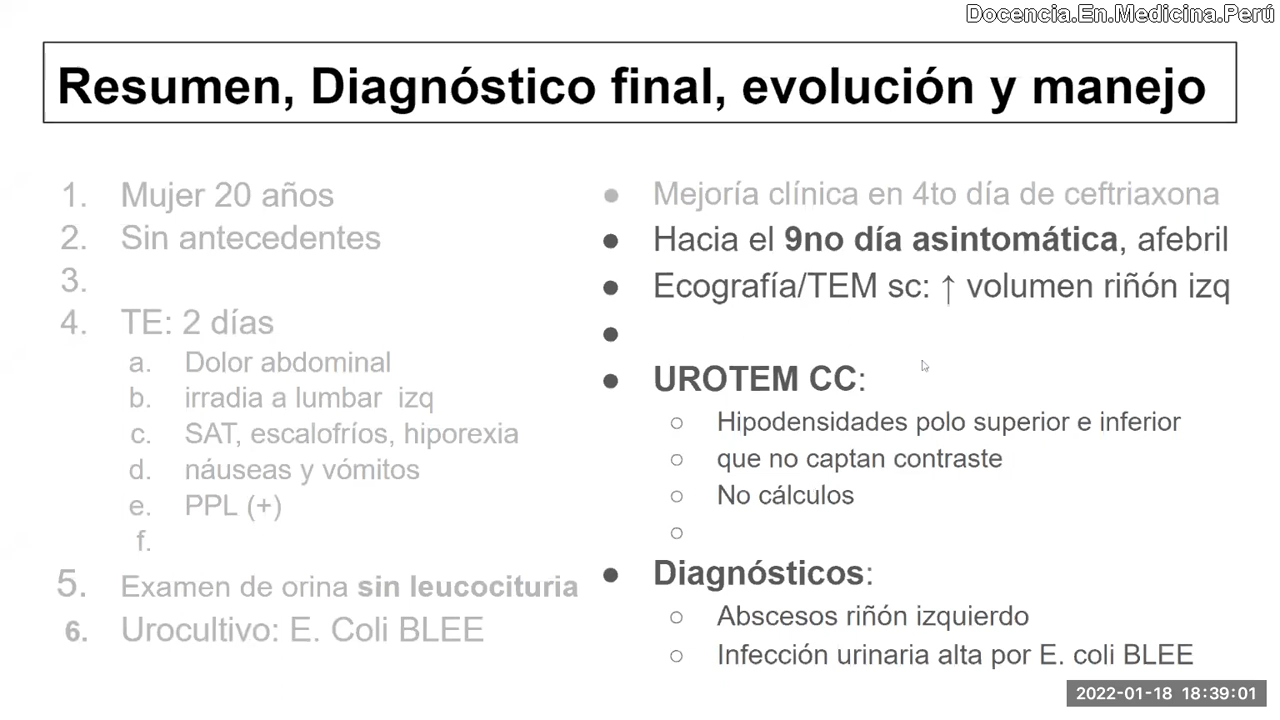 Docencia.En.Medicina.Perú
Resumen, Diagnóstico final, evolución y manejo
1. Mujer 20 años
2. Sin antecedentes
3.
4. TE: 2 días
a. Dolor abdominal
b. irradia a lumbar izq
c. SAT, escalofríos, hiporexia
d. náuseas y vómitos
e. PPL (+)
f.
5. Examen de orina sin leucocituria
6. Urocultivo: E. Coli BLEE
● Mejoría clínica en 4to día de ceftriaxona
● Hacia el 9no día asintomática, afebril
● Ecografía/TEM sc: ↑ volumen riñón izq
●
● UROTEM CC:
○ Hipodensidades polo superior e inferior
○ que no captan contraste
○ No cálculos
○
● Diagnósticos:
○ Abscesos riñón izquierdo
○ Infección urinaria alta por E. coli BLEE
2022-01-18 18:39:01